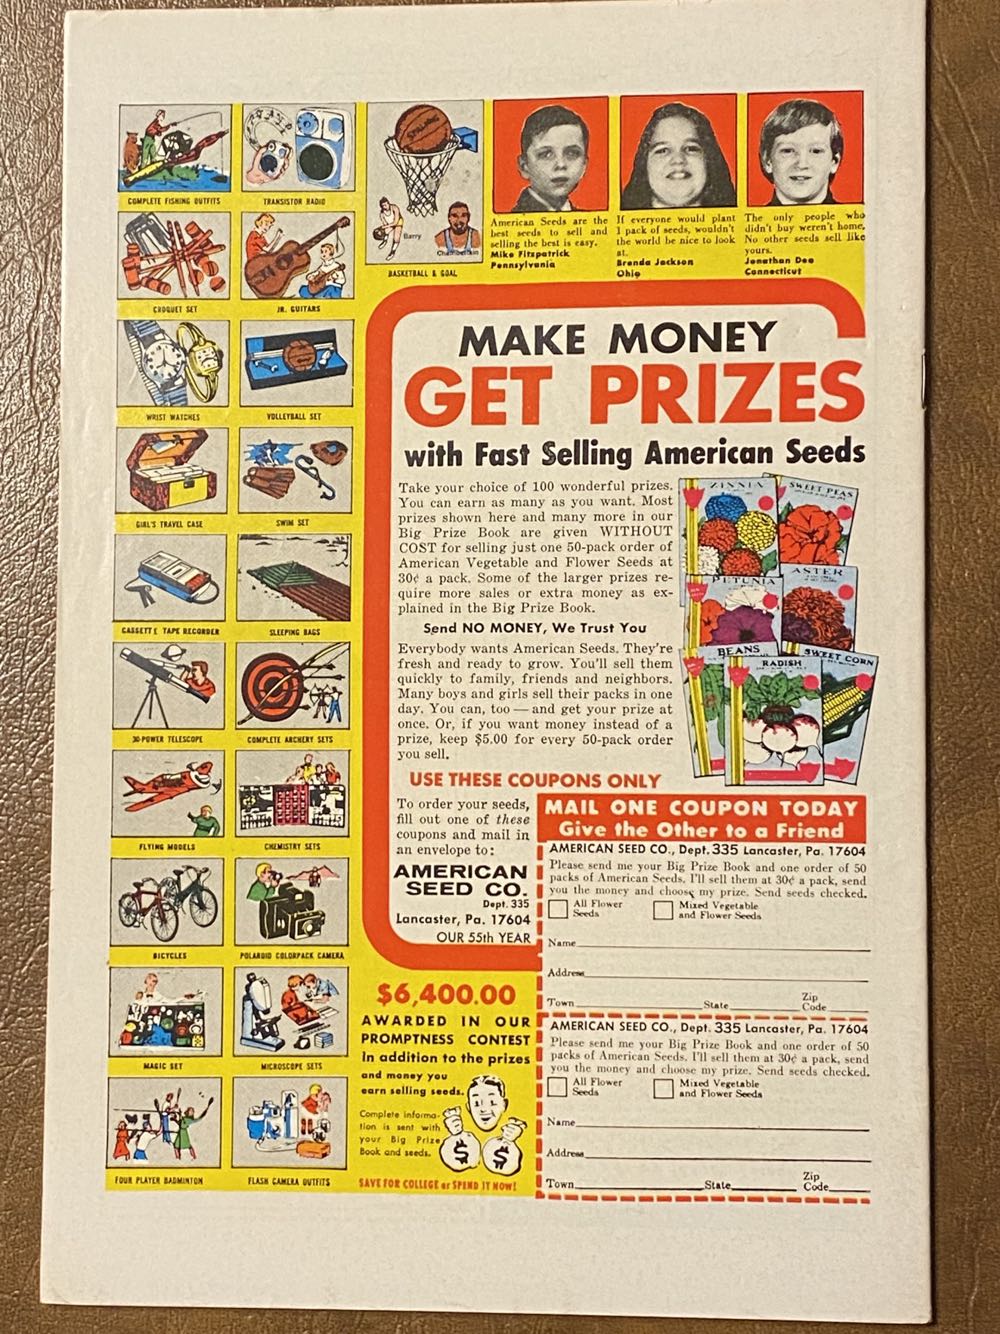 COMPLETE FISHING OUTFITS
TRANSISTOR RADIO
SPALDING
Barry
Chamberlain
BASKETBALL & GOAL
CROQUET SET
JR. GUITARS
WRIST WATCHES
VOLLEYBALL SET
GIRL'S TRAVEL CASE
SWIM SET
CASSETTE TAPE RECORDER
SLEEPING BAGS
30-POWER TELESCOPE
COMPLETE ARCHERY SETS
FLYING MODELS
CHEMISTRY SETS
BICYCLES
POLAROID COLORPACK CAMERA
MAGIC SET
MICROSCOPE SETS
FOUR PLAYER BADMINTON
FLASH CAMERA OUTFITS
American Seeds are the
best seeds to sell and
selling the best is easy.
Mike Fitzpatrick
Pennsylvania
If everyone would plant
1 pack of seeds, wouldn't
the world be nice to look
at.
Brenda Jackson
Ohio
The only people who
didn't buy weren't home.
No other seeds sell like
yours.
Jonathan Dee
Connecticut
MAKE MONEY
GET PRIZES
with Fast Selling American Seeds
Take your choice of 100 wonderful prizes.
You can earn as many as you want. Most
prizes shown here and many more in our
Big Prize Book are given WITHOUT
COST for selling just one 50-pack order of
American Vegetable and Flower Seeds at
30¢ a pack. Some of the larger prizes re-
quire more sales or extra money as ex-
plained in the Big Prize Book.
Send NO MONEY, We Trust You
Everybody wants American Seeds. They're
fresh and ready to grow. You'll sell them
quickly to family, friends and neighbors.
Many boys and girls sell their packs in one
day. You can, too — and get your prize at
once. Or, if you want money instead of a
prize, keep $5.00 for every 50-pack order
you sell.
ZINNIA
SWEET PEAS
PETUNIA
ASTER
BEANS
RADISH
SWEET CORN
USE THESE COUPONS ONLY
To order your seeds,
fill out one of these
coupons and mail in
an envelope to:
AMERICAN
SEED CO.
Dept. 335
Lancaster, Pa. 17604
OUR 55th YEAR
MAIL ONE COUPON TODAY
Give the Other to a Friend
AMERICAN SEED CO., Dept. 335 Lancaster, Pa. 17604
Please send me your Big Prize Book and one order of 50
packs of American Seeds. I'll sell them at 30¢ a pack, send
you the money and choose my prize. Send seeds checked.
All Flower
Seeds
Mixed Vegetable
and Flower Seeds
Name
Address
Town State Zip
Code
AMERICAN SEED CO., Dept. 335 Lancaster, Pa. 17604
Please send me your Big Prize Book and one order of 50
packs of American Seeds. I'll sell them at 30¢ a pack, send
you the money and choose my prize. Send seeds checked.
All Flower
Seeds
Mixed Vegetable
and Flower Seeds
Name
Address
Town State Zip
Code
$6,400.00
AWARDED IN OUR
PROMPTNESS CONTEST
In addition to the prizes
and money you
earn selling seeds.
Complete informa-
tion is sent with
your Big Prize
Book and seeds.
$ $
SAVE FOR COLLEGE or SPEND IT NOW!